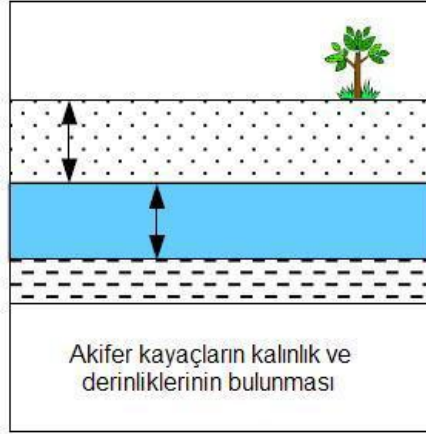 Akifer kayaçların kalınlık ve
derinliklerinin bulunması